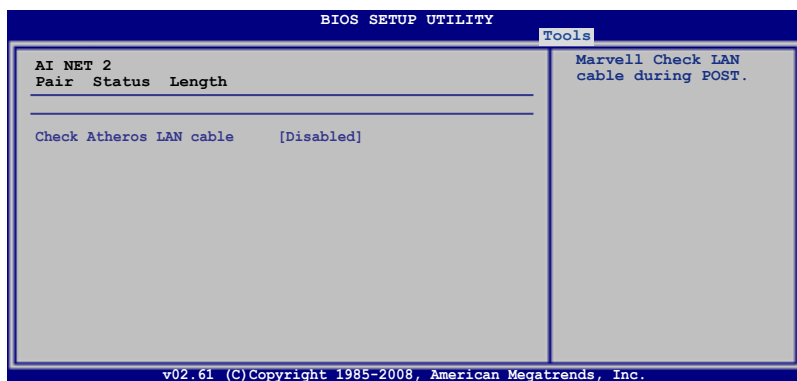 BIOS SETUP UTILITY
Tools
AI NET 2
Pair Status Length
Check Atheros LAN cable [Disabled]
Marvell Check LAN
cable during POST.
v02.61 (C)Copyright 1985-2008, American Megatrends, Inc.